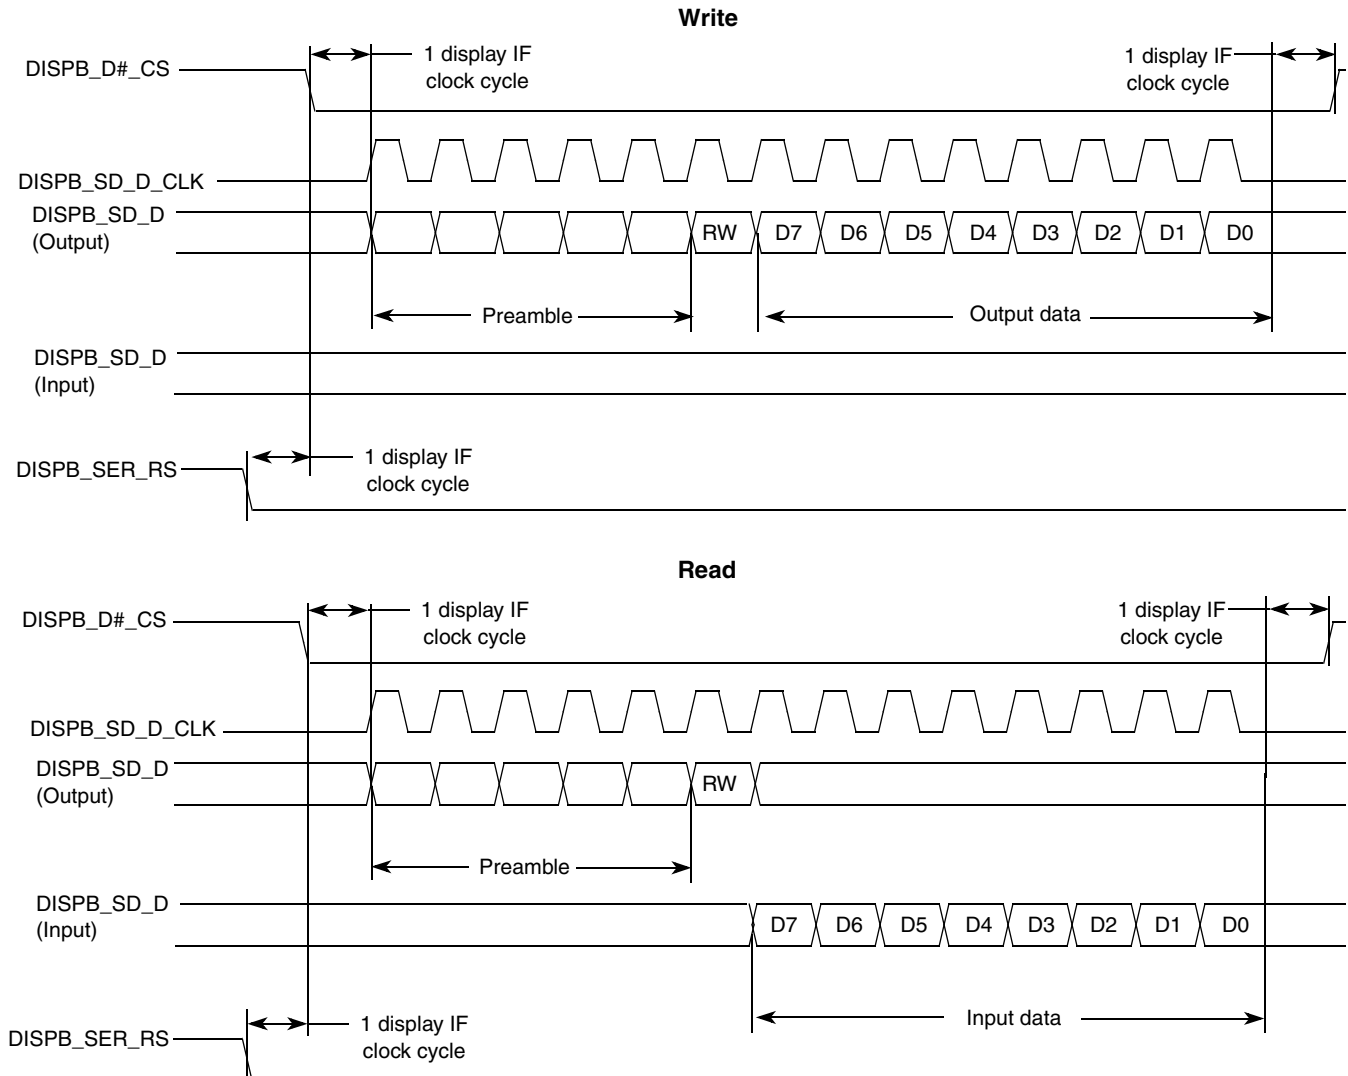 Write
DISPB_D#_CS
1 display IF
clock cycle
1 display IF
clock cycle
DISPB_SD_D_CLK
DISPB_SD_D
(Output)
RW D7 D6 D5 D4 D3 D2 D1 D0
Preamble
Output data
DISPB_SD_D
(Input)
DISPB_SER_RS
1 display IF
clock cycle
Read
DISPB_D#_CS
1 display IF
clock cycle
1 display IF
clock cycle
DISPB_SD_D_CLK
DISPB_SD_D
(Output)
RW
Preamble
DISPB_SD_D
(Input)
D7 D6 D5 D4 D3 D2 D1 D0
Input data
DISPB_SER_RS
1 display IF
clock cycle